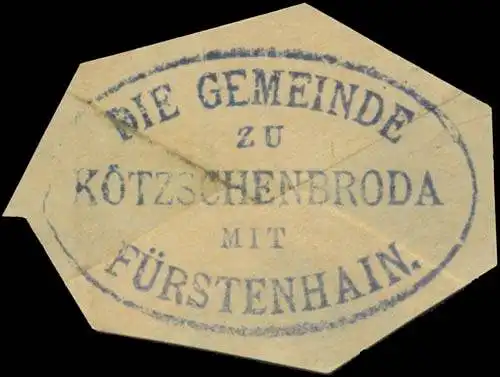 DIE GEMEINDE
ZU
KÖTZSCHENBRODA
MIT
FÜRSTENHAIN.